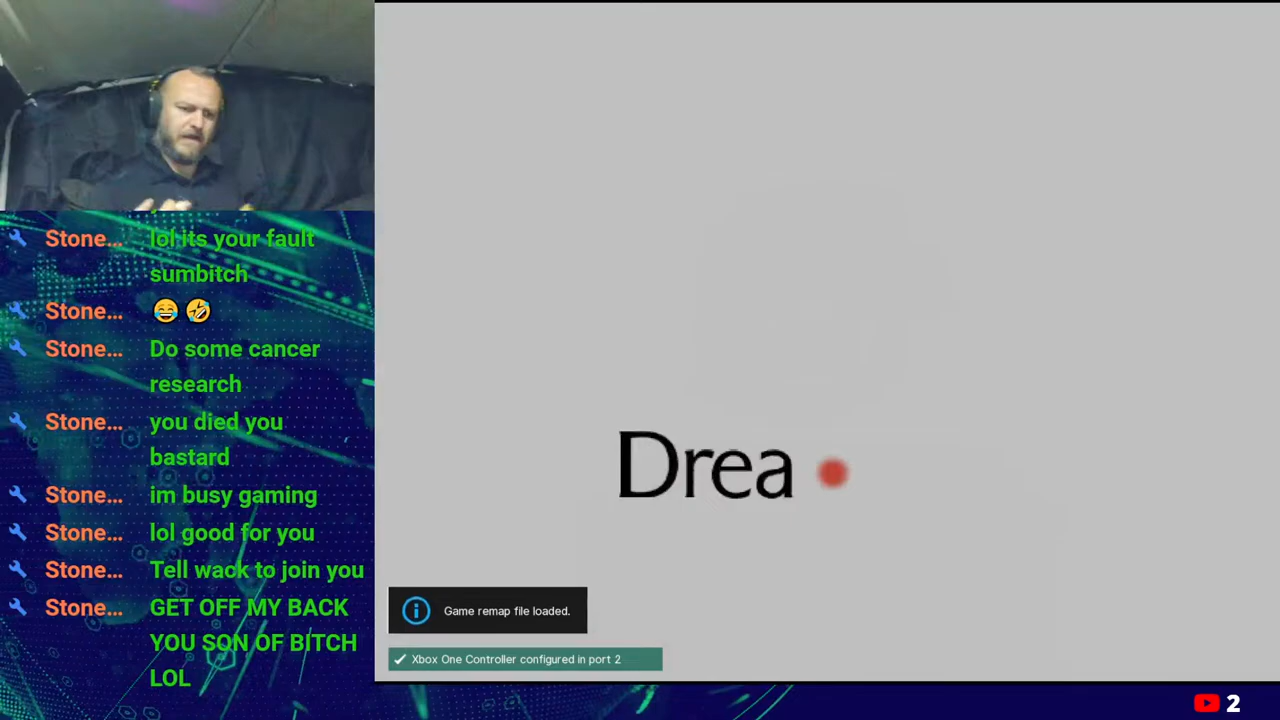 Stone... lol its your fault
sumbitch
Stone... 😂 🤣
Stone... Do some cancer
research
Stone... you died you
bastard
Stone... im busy gaming
Stone... lol good for you
Stone... Tell wack to join you
Stone... GET OFF MY BACK
YOU SON OF BITCH
LOL
Drea
Game remap file loaded.
Xbox One Controller configured in port 2
2